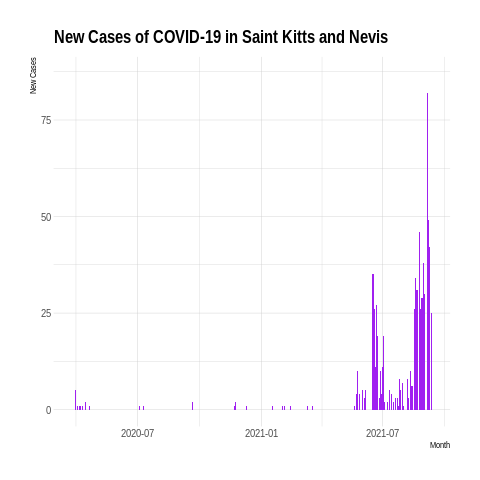 New Cases of COVID-19 in Saint Kitts and Nevis
New Cases
75
50
25
0
2020-07 2021-01 2021-07
Month